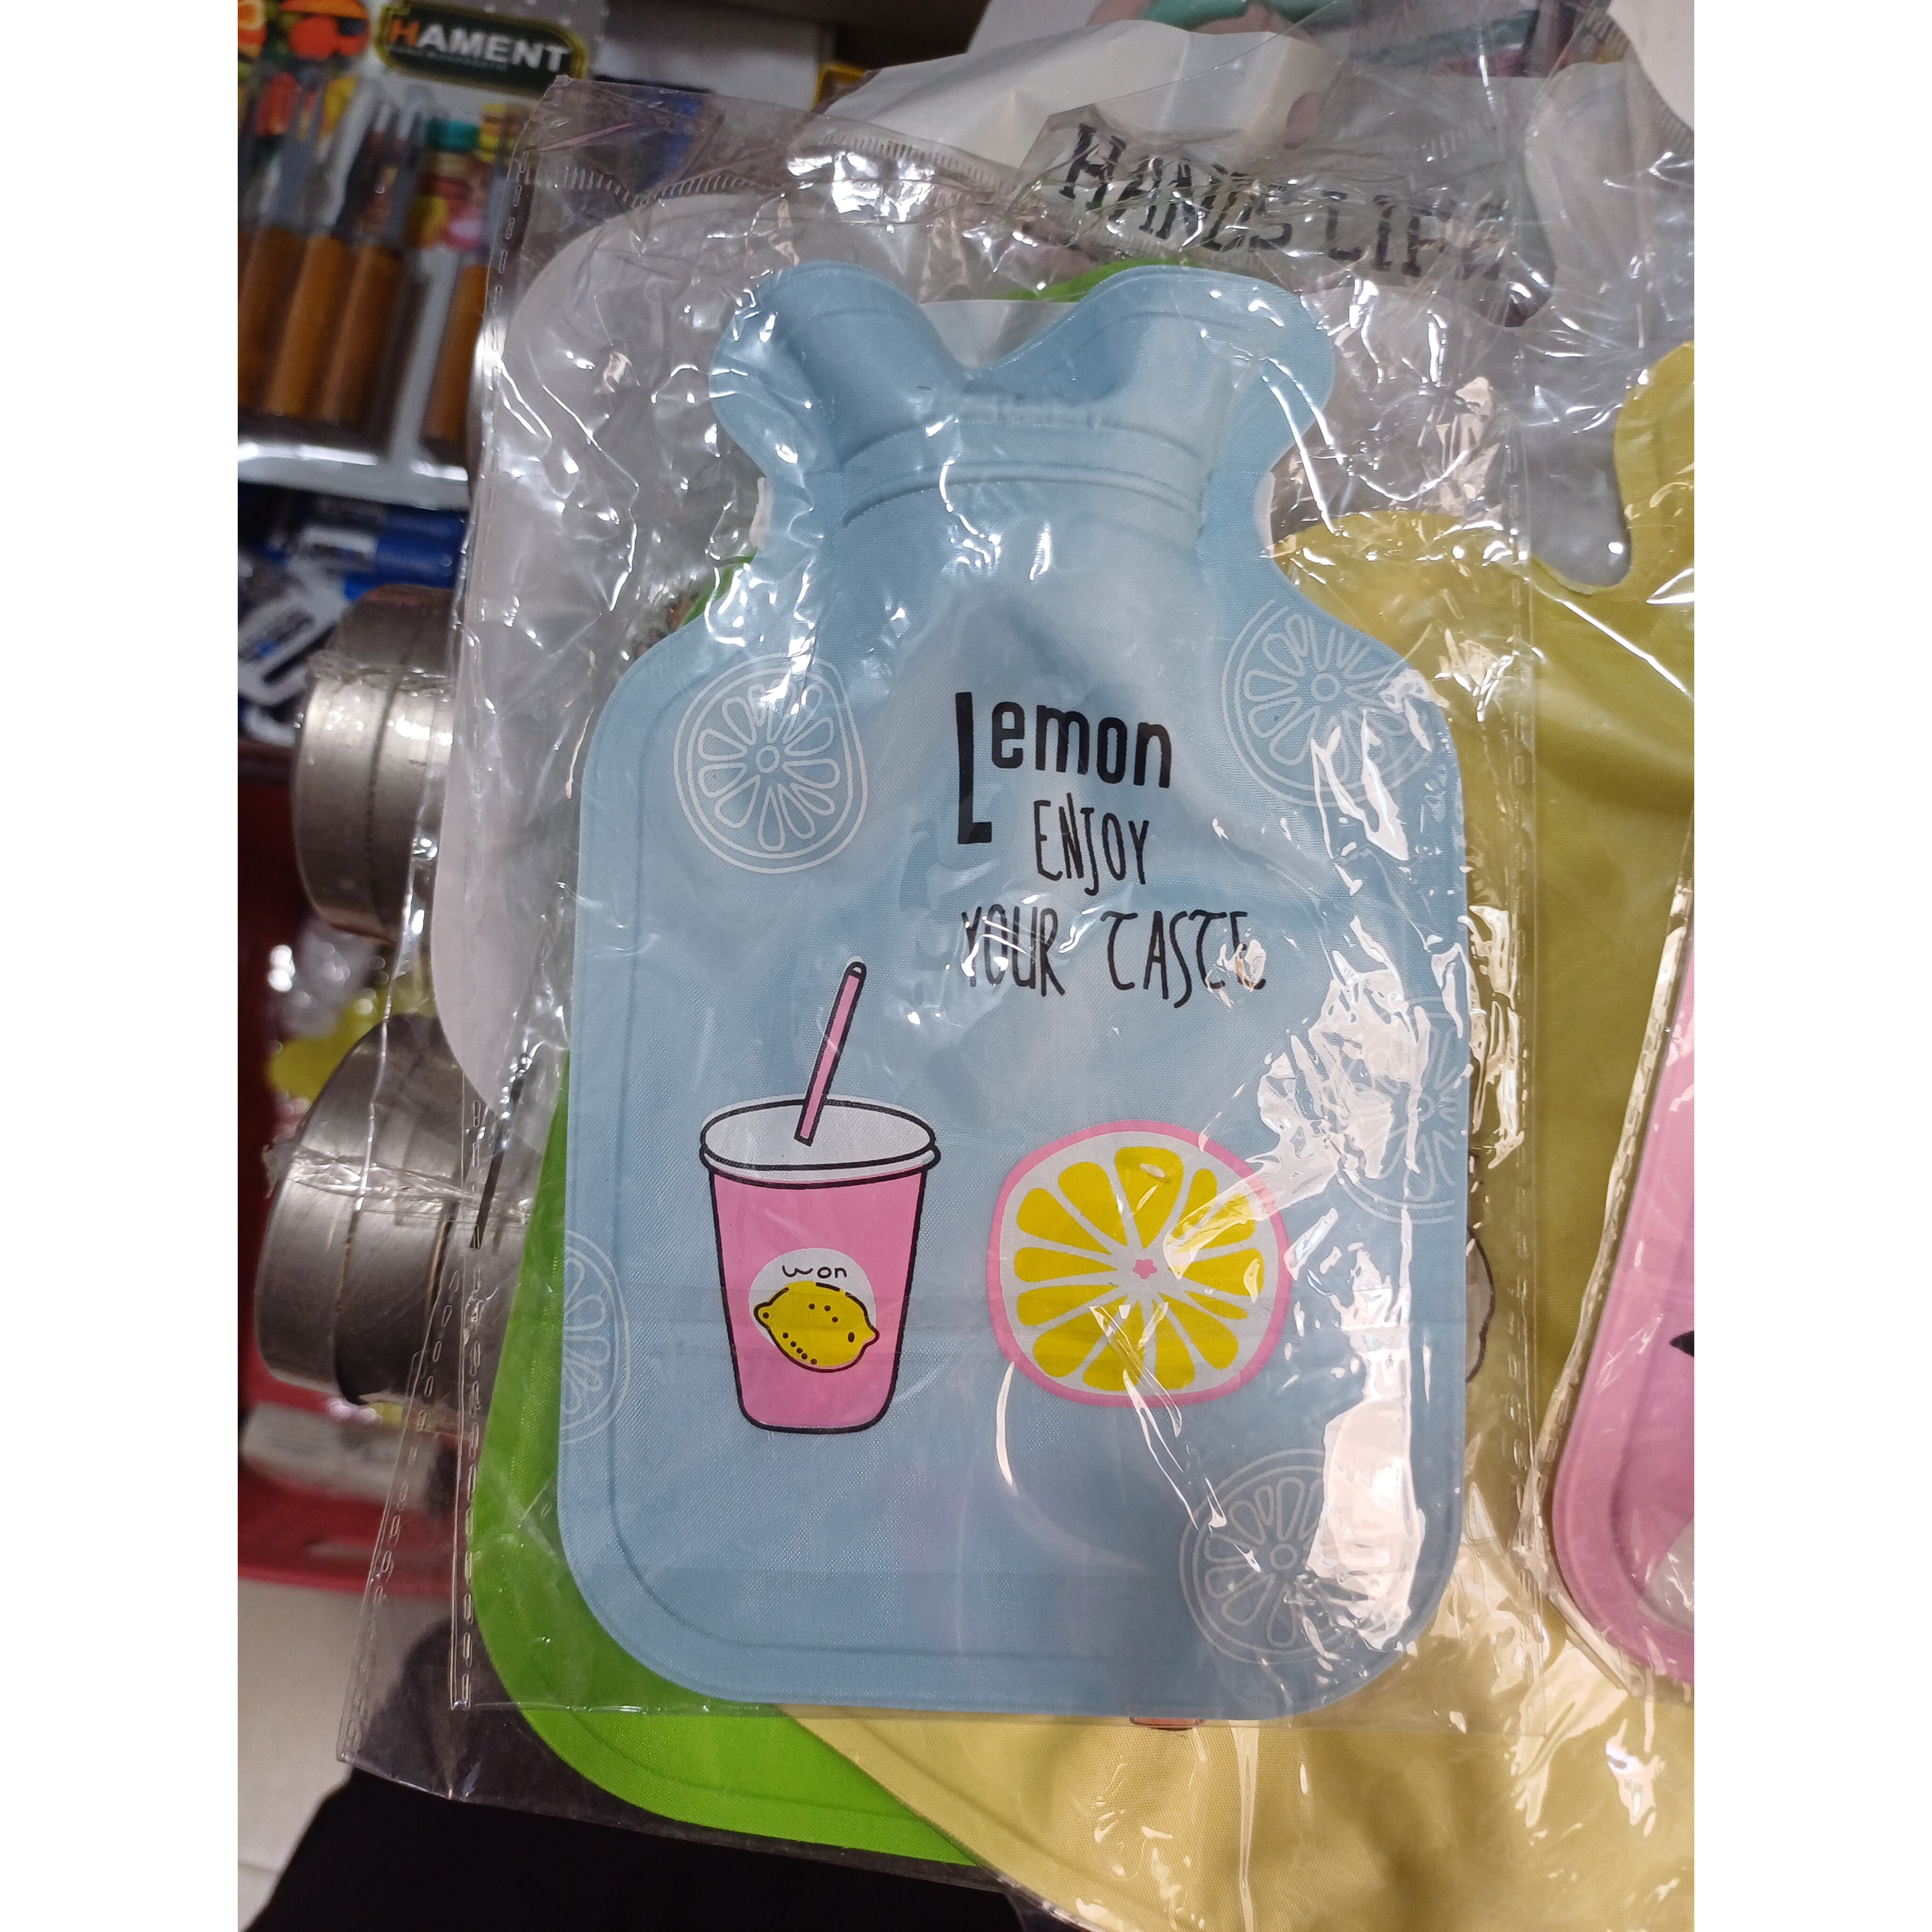 HAMENT
HANDS LIFE
Lemon
ENJOY
YOUR TASTE
won